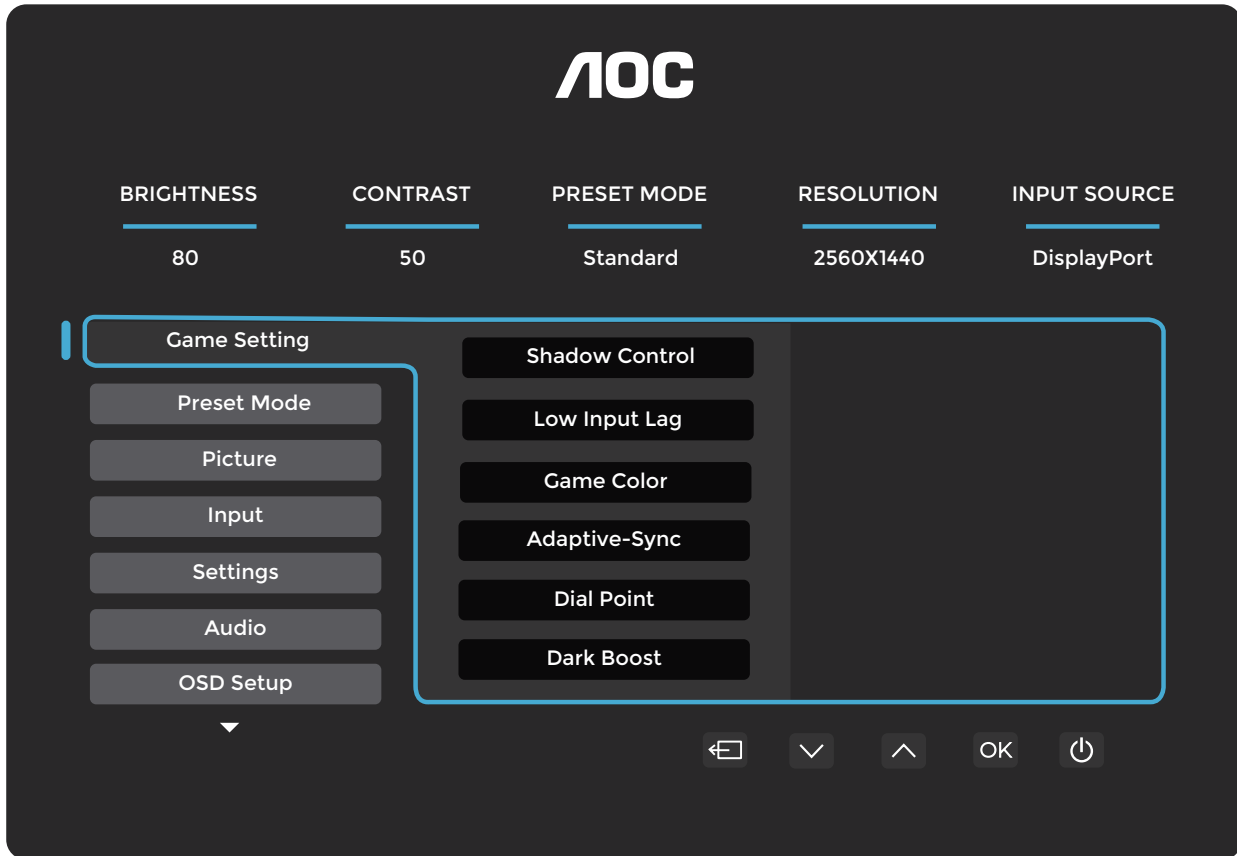 AOC
BRIGHTNESS CONTRAST PRESET MODE RESOLUTION INPUT SOURCE
80 50 Standard 2560X1440 DisplayPort
Game Setting
Preset Mode
Picture
Input
Settings
Audio
OSD Setup
Shadow Control
Low Input Lag
Game Color
Adaptive-Sync
Dial Point
Dark Boost
OK